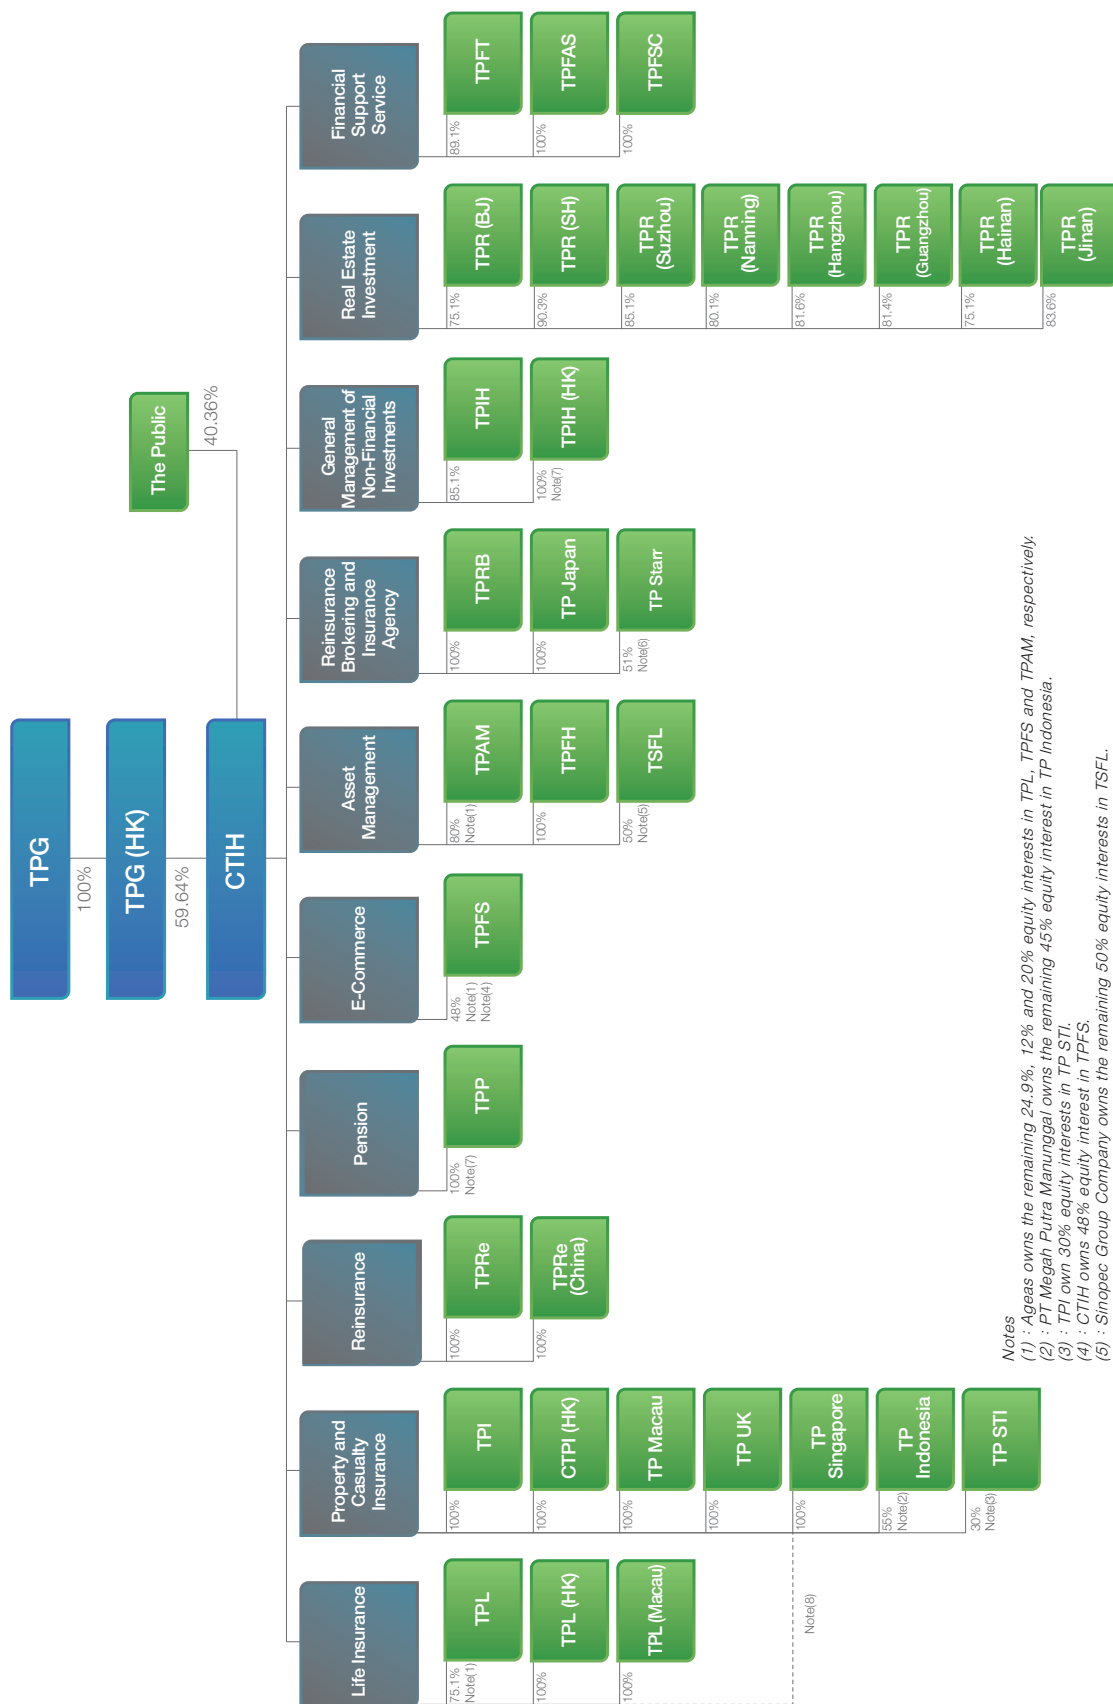 TPG
100%
TPG (HK)
59.64%
CTIH
The Public
40.36%
Life Insurance
75.1%
Note(1)
TPL
100%
TPL (HK)
100%
TPL (Macau)
Note(8)
Property and
Casualty
Insurance
100%
TPI
100%
CTPI (HK)
100%
TP Macau
100%
TP UK
100%
TP
Singapore
55%
Note(2)
TP
Indonesia
30%
Note(3)
TP STI
Reinsurance
100%
TPRe
100%
TPRe
(China)
Pension
100%
Note(7)
TPP
E-Commerce
48%
Note(1)
Note(4)
TPFS
Asset
Management
80%
Note(1)
TPAM
100%
TPFH
50%
Note(5)
TSFL
Reinsurance
Brokering and
Insurance
Agency
100%
TPRB
100%
TP Japan
51%
Note(6)
TP Starr
General
Management of
Non-Financial
Investments
85.1%
TPIH
100%
Note(7)
TPIH (HK)
Real Estate
Investment
75.1%
TPR (BJ)
90.3%
TPR (SH)
85.1%
TPR
(Suzhou)
80.1%
TPR
(Nanning)
81.6%
TPR
(Hangzhou)
81.4%
TPR
(Guangzhou)
75.1%
TPR
(Hainan)
83.6%
TPR
(Jinan)
Financial
Support
Service
89.1%
TPFT
100%
TPFAS
100%
TPFSC
Notes
(1) : Ageas owns the remaining 24.9%, 12% and 20% equity interests in TPL, TPFS and TPAM, respectively.
(2) : PT Megah Putra Manunggal owns the remaining 45% equity interest in TP Indonesia.
(3) : TPI own 30% equity interests in TP STI.
(4) : CTIH owns 48% equity interest in TPFS.
(5) : Sinopec Group Company owns the remaining 50% equity interests in TSFL.